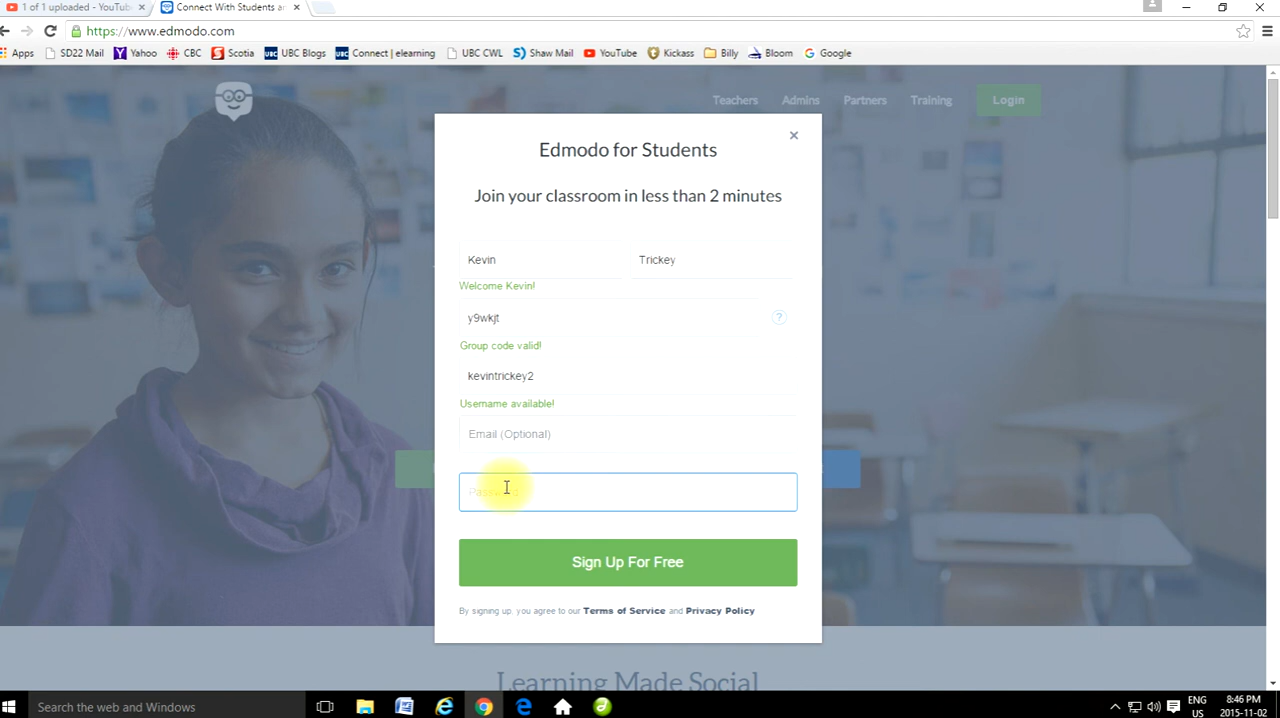 1 of 1 uploaded - YouTub
Connect With Students a
https://www.edmodo.com
Apps SD22 Mail Yahoo CBC Scotia UBC Blogs Connect | elearning UBC CWL Shaw Mail YouTube Kickass Billy Bloom Google
Teachers Admins Partners Training Login
Edmodo for Students
Join your classroom in less than 2 minutes
Kevin Trickey
Welcome Kevin!
y9wkjt ?
Group code valid!
kevintrickey2
Username available!
Email (Optional)
Sign Up For Free
By signing up, you agree to our Terms of Service and Privacy Policy
Learning Made Social
Search the web and Windows
ENG 8:46 PM
US 2015-11-02